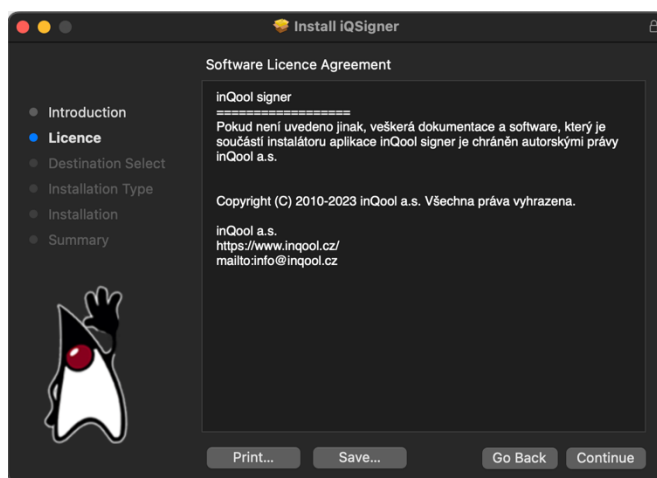 Install iQSigner
Software Licence Agreement
Introduction
Licence
Destination Select
Installation Type
Installation
Summary
inQool signer
==================
Pokud není uvedeno jinak, veškerá dokumentace a software, který je
součástí instalátoru aplikace inQool signer je chráněn autorskými právy
inQool a.s.
Copyright (C) 2010-2023 inQool a.s. Všechna práva vyhrazena.
inQool a.s.
https://www.inqool.cz/
mailto:info@inqool.cz
Print...
Save...
Go Back
Continue